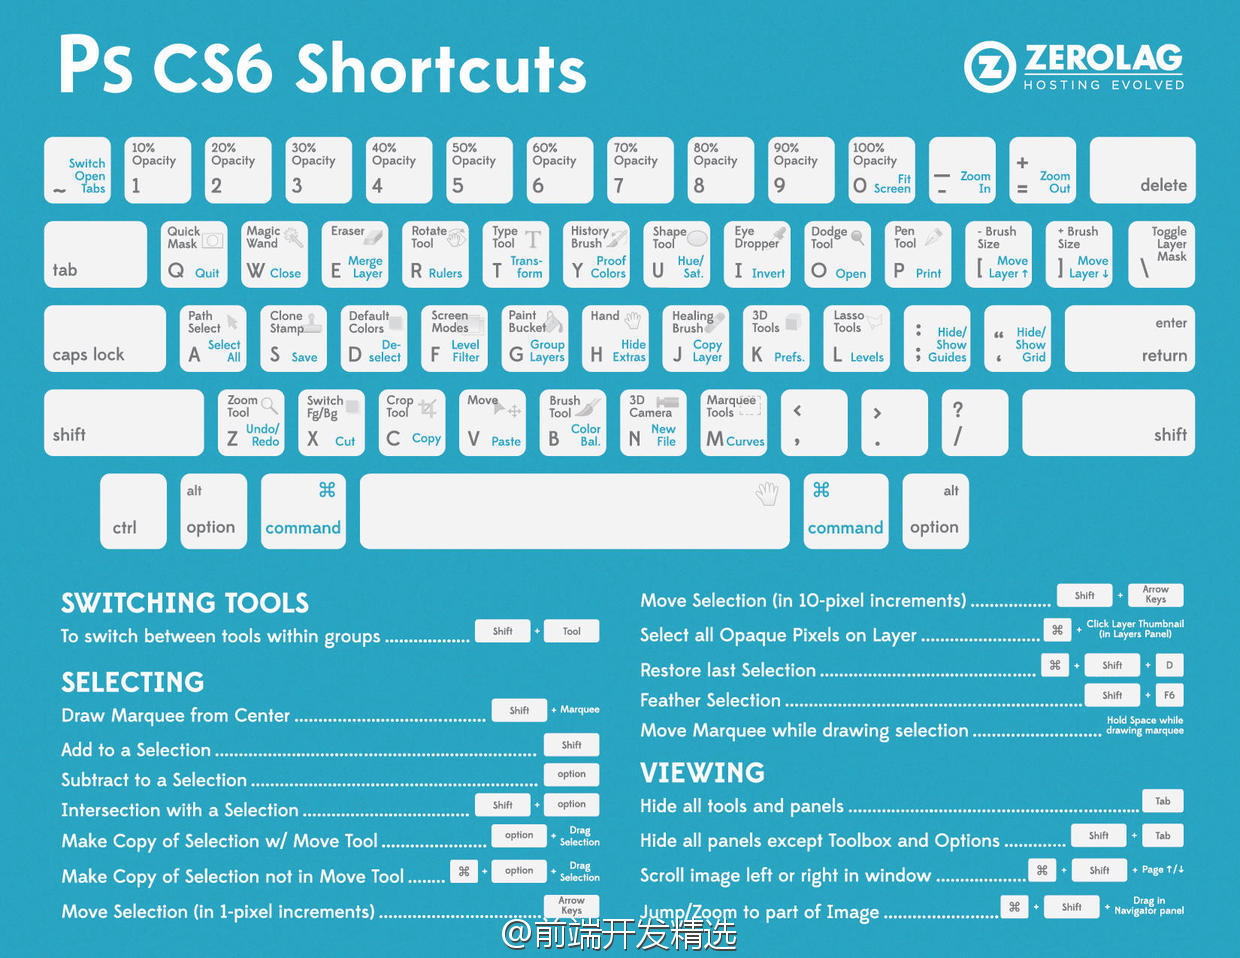 Ps CS6 Shortcuts
ZEROLAG
HOSTING EVOLVED
~ Switch Open Tabs
10% Opacity 1
20% Opacity 2
30% Opacity 3
40% Opacity 4
50% Opacity 5
60% Opacity 6
70% Opacity 7
80% Opacity 8
90% Opacity 9
100% Opacity O Fit Screen
— - Zoom In
+ = Zoom Out
delete
tab
Quick Mask Q Quit
Magic Wand W Close
Eraser E Merge Layer
Rotate Tool R Rulers
Type Tool T Trans-form
History Brush Y Proof Colors
Shape Tool U Hue/Sat.
Eye Dropper I Invert
Dodge Tool O Open
Pen Tool P Print
- Brush Size [ Move Layer ↑
+ Brush Size ] Move Layer ↓
Toggle Layer Mask \
caps lock
Path Select A Select All
Clone Stamp S Save
Default Colors D De-select
Screen Modes F Level Filter
Paint Bucket G Group Layers
Hand H Hide Extras
Healing Brush J Copy Layer
3D Tools K Prefs.
Lasso Tools L Levels
: ; Hide/Show Guides
“ ‘ Hide/Show Grid
enter return
shift
Zoom Tool Z Undo/Redo
Switch Fg/Bg X Cut
Crop Tool C Copy
Move V Paste
Brush Tool B Color Bal.
3D Camera N New File
Marquee Tools M Curves
< ,
> .
? /
shift
ctrl
alt option
⌘ command
⌘ command
alt option
SWITCHING TOOLS
To switch between tools within groups .................. Shift + Tool
SELECTING
Draw Marquee from Center .................. Shift + Marquee
Add to a Selection .................. Shift
Subtract to a Selection .................. option
Intersection with a Selection .................. Shift + option
Make Copy of Selection w/ Move Tool .................. option + Drag Selection
Make Copy of Selection not in Move Tool ........ ⌘ + option + Drag Selection
Move Selection (in 1-pixel increments) .................. Arrow Keys
Move Selection (in 10-pixel increments) .................. Shift + Arrow Keys
Select all Opaque Pixels on Layer .................. ⌘ + Click Layer Thumbnail (in Layers Panel)
Restore last Selection .................. ⌘ + Shift + D
Feather Selection .................. Shift + F6
Move Marquee while drawing selection .................. Hold Space while drawing marquee
VIEWING
Hide all tools and panels .................. Tab
Hide all panels except Toolbox and Options ............ Shift + Tab
Scroll image left or right in window .................. ⌘ + Shift + Page ↑/↓
Jump/Zoom to part of Image .................. ⌘ + Shift + Drag in Navigator panel
@前端开发精选